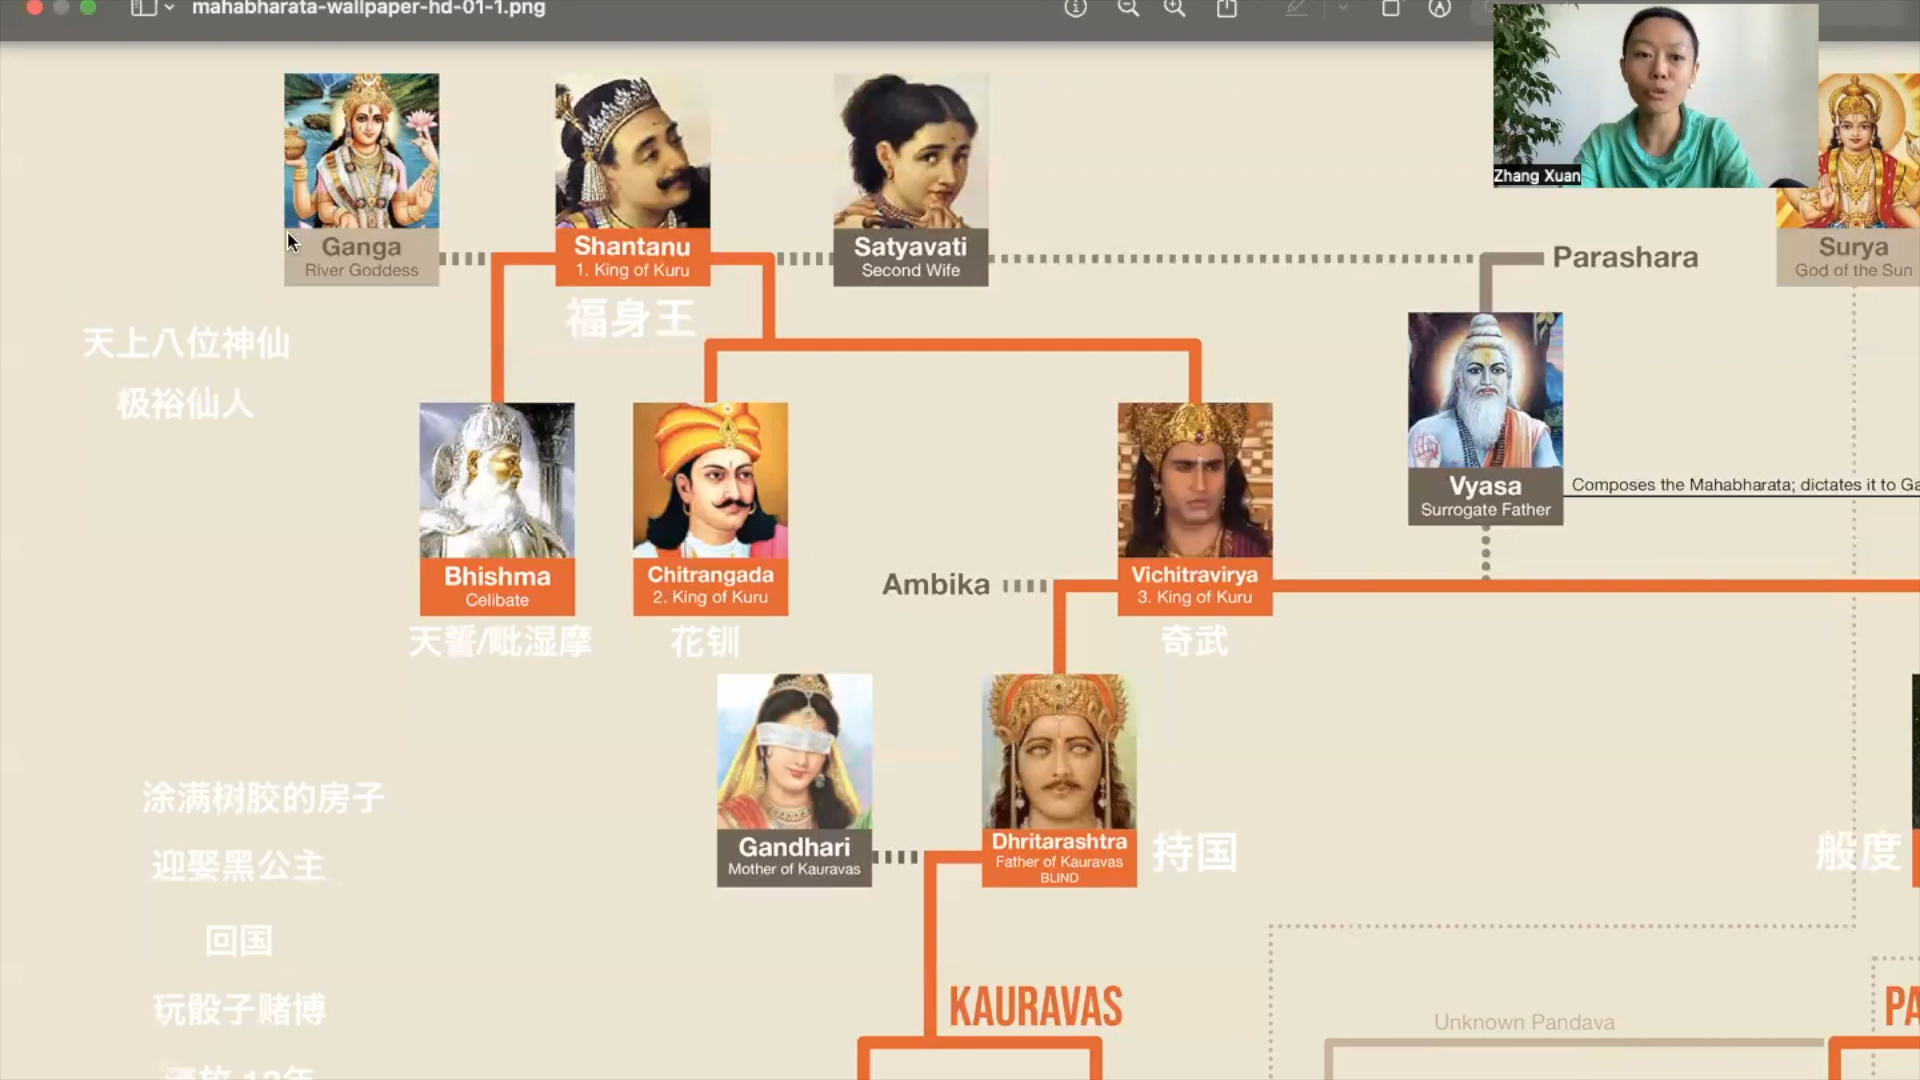 mahabharata-wallpaper-hd-01-1.png
Zhang Xuan
Ganga
River Goddess
Shantanu
1. King of Kuru
Satyavati
Second Wife
Parashara
Surya
God of the Sun
福身王
天上八位神仙
极裕仙人
Vyasa
Surrogate Father
Composes the Mahabharata; dictates it to Ga
Bhishma
Celibate
Chitrangada
2. King of Kuru
Ambika
Vichitravirya
3. King of Kuru
天誓/毗湿摩
花钏
奇武
涂满树胶的房子
迎娶黑公主
回国
玩骰子赌博
Gandhari
Mother of Kauravas
Dhritarashtra
Father of Kauravas
BLIND
持国
般度
KAURAVAS
PA
Unknown Pandava